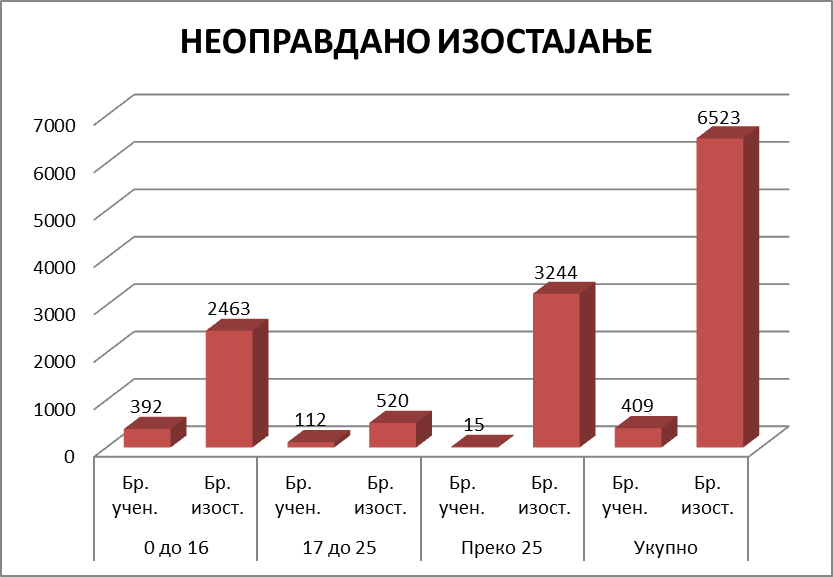 НЕОПРАВДАНО ИЗОСТАЈАЊЕ
7000
6000
5000
4000
3000
2000
1000
0
392
2463
112
520
15
3244
409
6523
Бр. учен.
Бр. изост.
Бр. учен.
Бр. изост.
Бр. учен.
Бр. изост.
Бр. учен.
Бр. изост.
0 до 16
17 до 25
Преко 25
Укупно